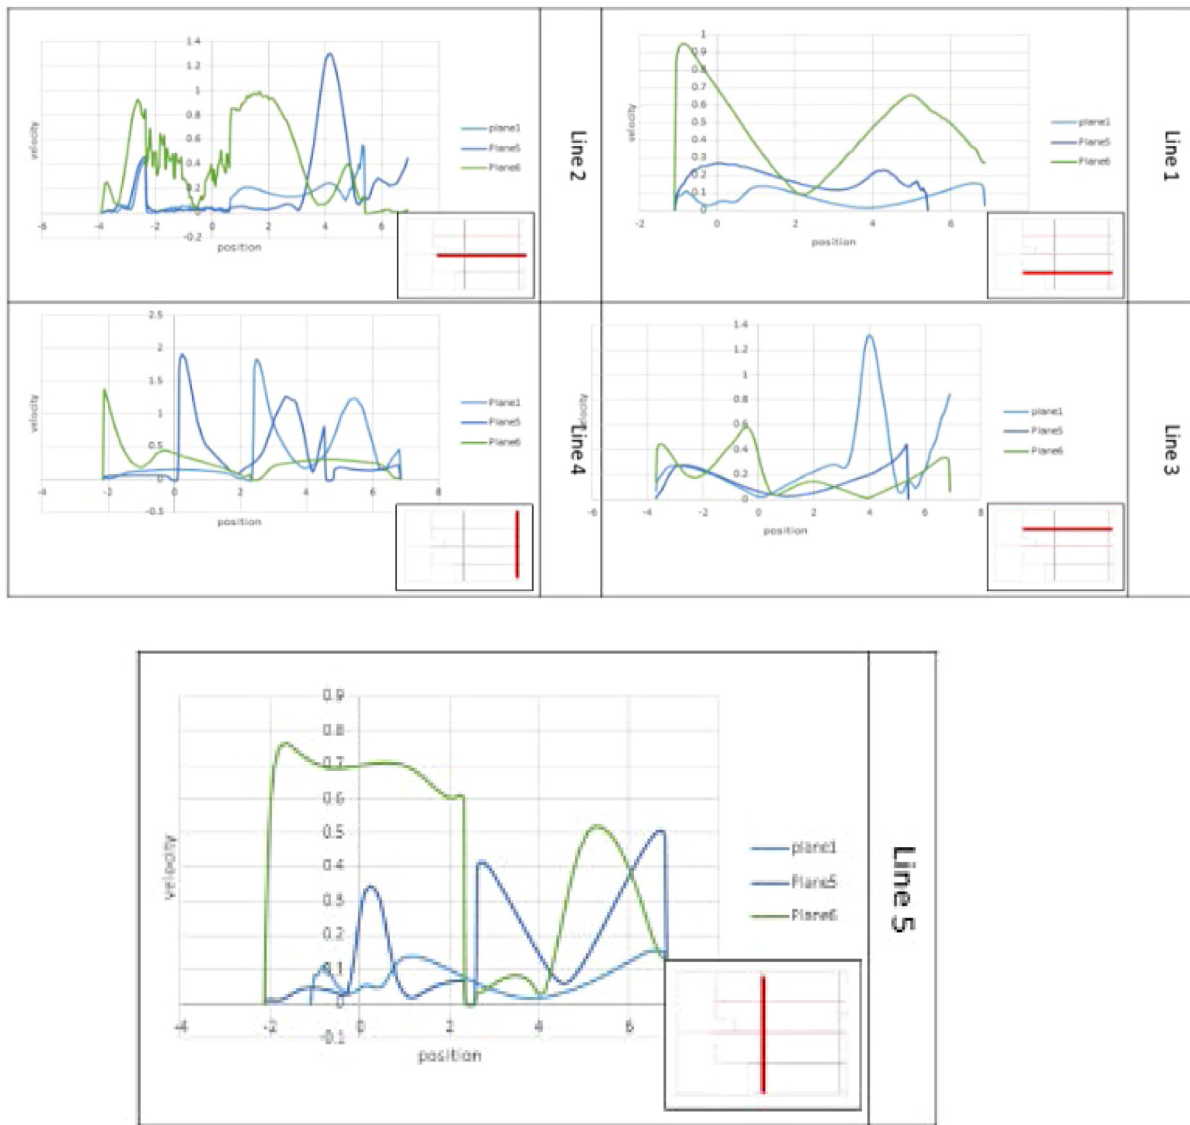 Line 2
1.4
1.2
1
0.8
0.6
0.4
0.2
0
-0.2
-6 -4 -2 0 2 4 6
velocity
position
plane1
Plane5
Plane6
Line 1
1
0.9
0.8
0.7
0.6
0.5
0.4
0.3
0.2
0.1
0
-2 0 2 4 6
velocity
position
plane1
Plane5
Plane6
Line 4
2.5
2
1.5
1
0.5
0
-0.5
-4 -2 0 2 4 6 8
velocity
position
Plane1
Plane5
Plane6
Line 3
1.4
1.2
1
0.8
0.6
0.4
0.2
0
-6 -4 -2 0 2 4 6 8
velocity
position
plane1
Plane5
Plane6
Line 5
0.9
0.8
0.7
0.6
0.5
0.4
0.3
0.2
0.1
0
-0.1
-4 -2 0 2 4 6
velocity
position
plane1
Plane5
Plane6